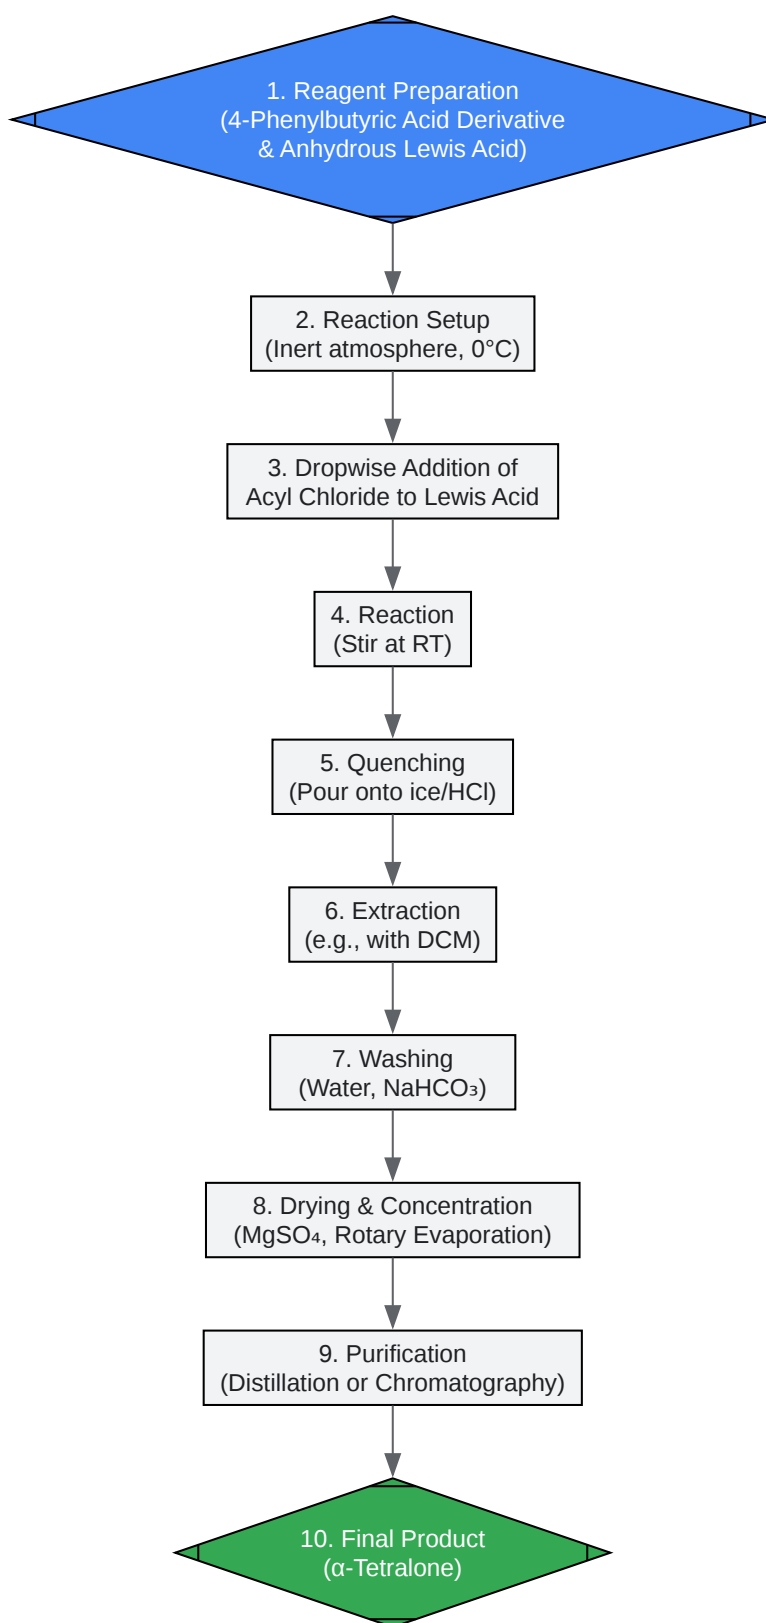 1. Reagent Preparation
(4-Phenylbutyric Acid Derivative
& Anhydrous Lewis Acid)
2. Reaction Setup
(Inert atmosphere, 0°C)
3. Dropwise Addition of
Acyl Chloride to Lewis Acid
4. Reaction
(Stir at RT)
5. Quenching
(Pour onto ice/HCl)
6. Extraction
(e.g., with DCM)
7. Washing
(Water, NaHCO₃)
8. Drying & Concentration
(MgSO₄, Rotary Evaporation)
9. Purification
(Distillation or Chromatography)
10. Final Product
(α-Tetralone)